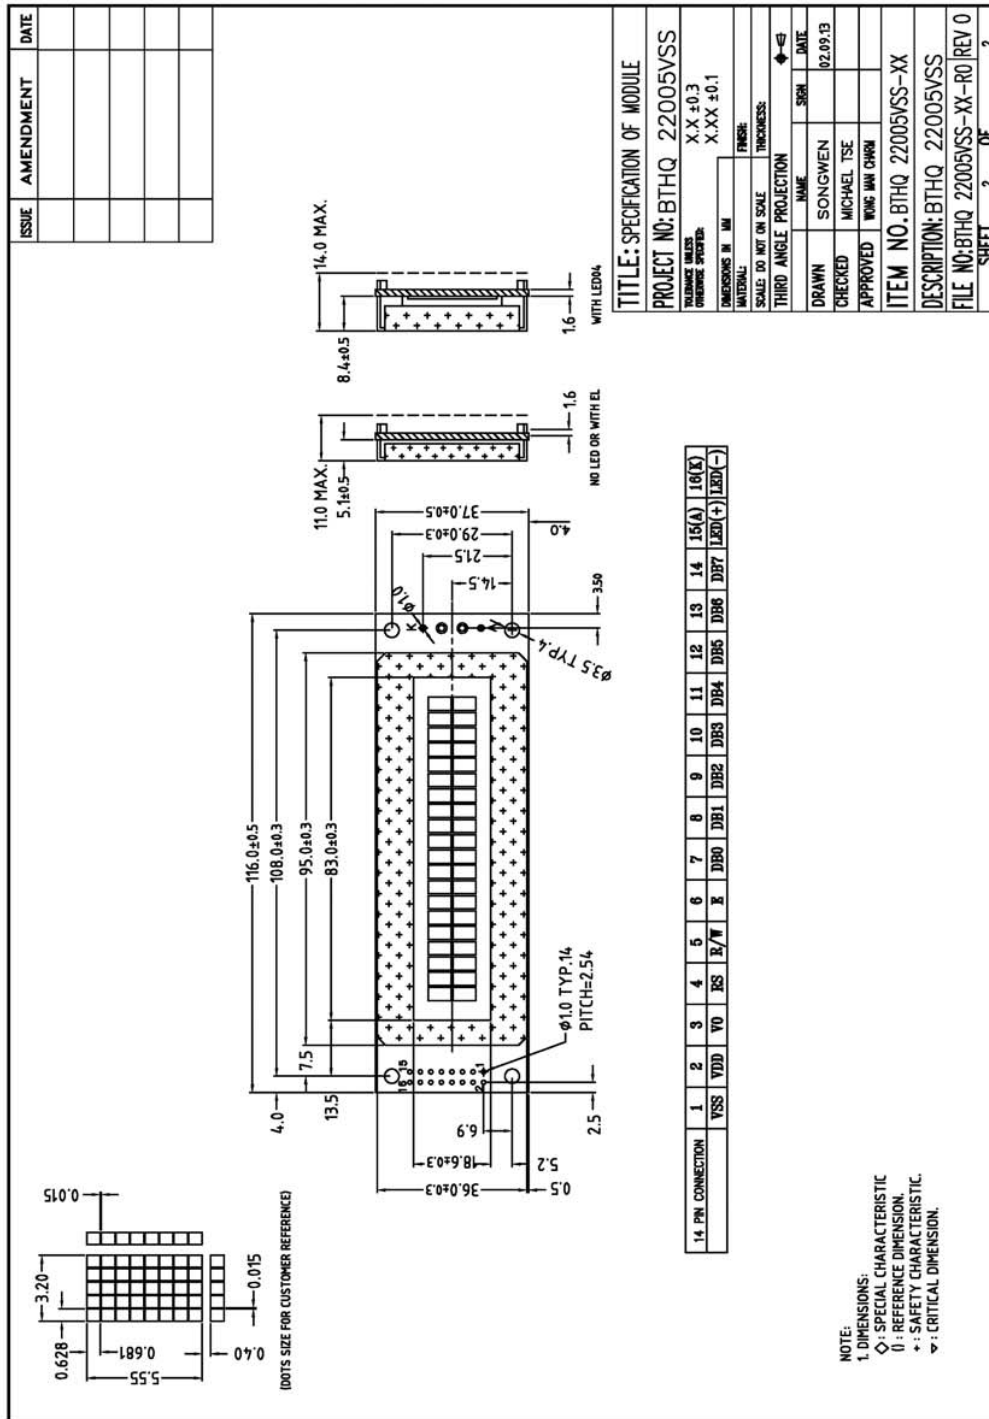 ISSUE AMENDMENT DATE
0.628
3.20
0.015
0.681
5.55
0.015
0.40
(DOTS SIZE FOR CUSTOMER REFERENCE)
116.0±0.5
108.0±0.3
95.0±0.3
83.0±0.3
4.0
7.5
13.5
36.0±0.3
18.6±0.3
6.9
5.2
0.5
2.5
16 15
2 1
ø1.0 TYP.14
PITCH=2.54
K
A
ø1.0
ø3.5 TYP.4
14.5
21.5
29.0±0.3
37.0±0.5
4.0
3.50
11.0 MAX.
5.1±0.5
1.6
NO LED OR WITH EL
14.0 MAX.
8.4±0.5
1.6
WITH LED04
14 PIN CONNECTION 1 2 3 4 5 6 7 8 9 10 11 12 13 14 15(A) 16(K)
VSS VDD VO RS R/W E DB0 DB1 DB2 DB3 DB4 DB5 DB6 DB7 LED(+) LED(-)
NOTE:
1. DIMENSIONS:
◇: SPECIAL CHARACTERISTIC
(): REFERENCE DIMENSION.
+: SAFETY CHARACTERISTIC.
▽: CRITICAL DIMENSION.
TITLE: SPECIFICATION OF MODULE
PROJECT NO: BTHQ 22005VSS
TOLERANCE UNLESS
OTHERWISE SPECIFIED:
X.X ±0.3
X.XX ±0.1
DIMENSIONS IN MM
MATERIAL: FINISH:
SCALE: DO NOT ON SCALE THICKNESS:
THIRD ANGLE PROJECTION
NAME SIGN DATE
DRAWN SONGWEN 02.09.13
CHECKED MICHAEL TSE
APPROVED WONG MAN CHARM
ITEM NO. BTHQ 22005VSS-XX
DESCRIPTION: BTHQ 22005VSS
FILE NO:BTHQ 22005VSS-XX-R0 REV 0
SHEET 2 OF 2